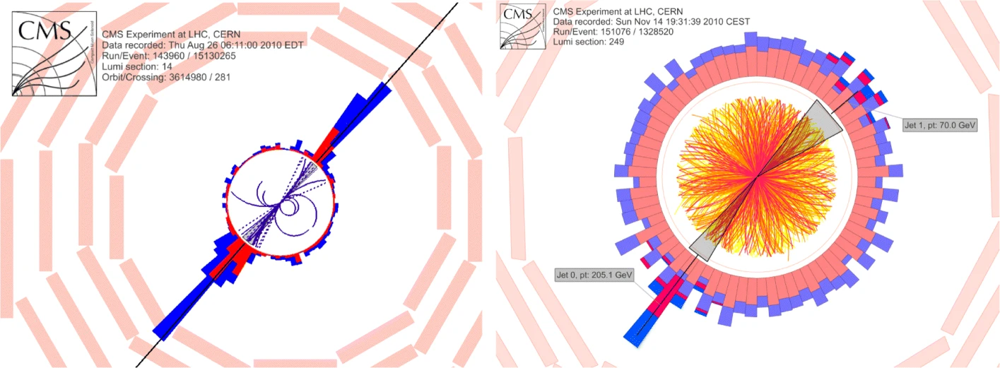 CMS
CMS Experiment at LHC, CERN
Data recorded: Thu Aug 26 06:11:00 2010 EDT
Run/Event: 143960 / 15130265
Lumi section: 14
Orbit/Crossing: 3614980 / 281
CMS
CMS Experiment at LHC, CERN
Data recorded: Sun Nov 14 19:31:39 2010 CEST
Run/Event: 151076 / 1328520
Lumi section: 249
Jet 1, pt: 70.0 GeV
Jet 0, pt: 205.1 GeV